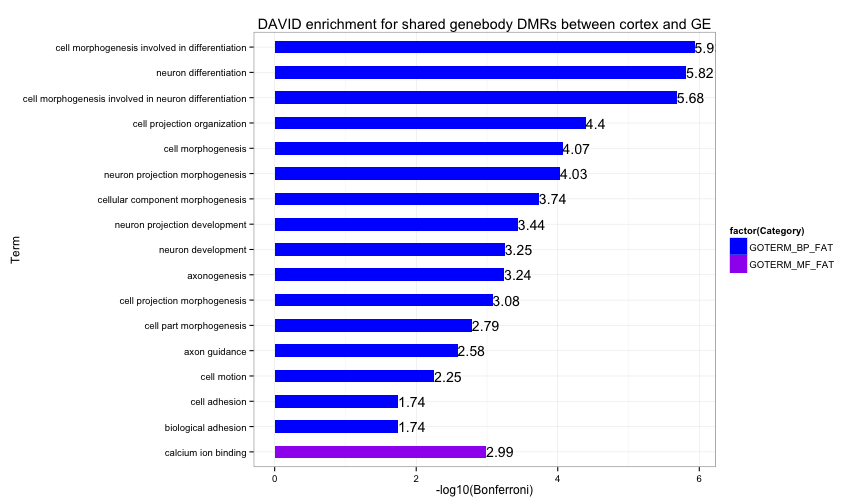 DAVID enrichment for shared genebody DMRs between cortex and GE
cell morphogenesis involved in differentiation 5.9
neuron differentiation 5.82
cell morphogenesis involved in neuron differentiation 5.68
cell projection organization 4.4
cell morphogenesis 4.07
neuron projection morphogenesis 4.03
cellular component morphogenesis 3.74
neuron projection development 3.44
neuron development 3.25
axonogenesis 3.24
cell projection morphogenesis 3.08
cell part morphogenesis 2.79
axon guidance 2.58
cell motion 2.25
cell adhesion 1.74
biological adhesion 1.74
calcium ion binding 2.99
Term
0 2 4 6
-log10(Bonferroni)
factor(Category)
GOTERM_BP_FAT
GOTERM_MF_FAT